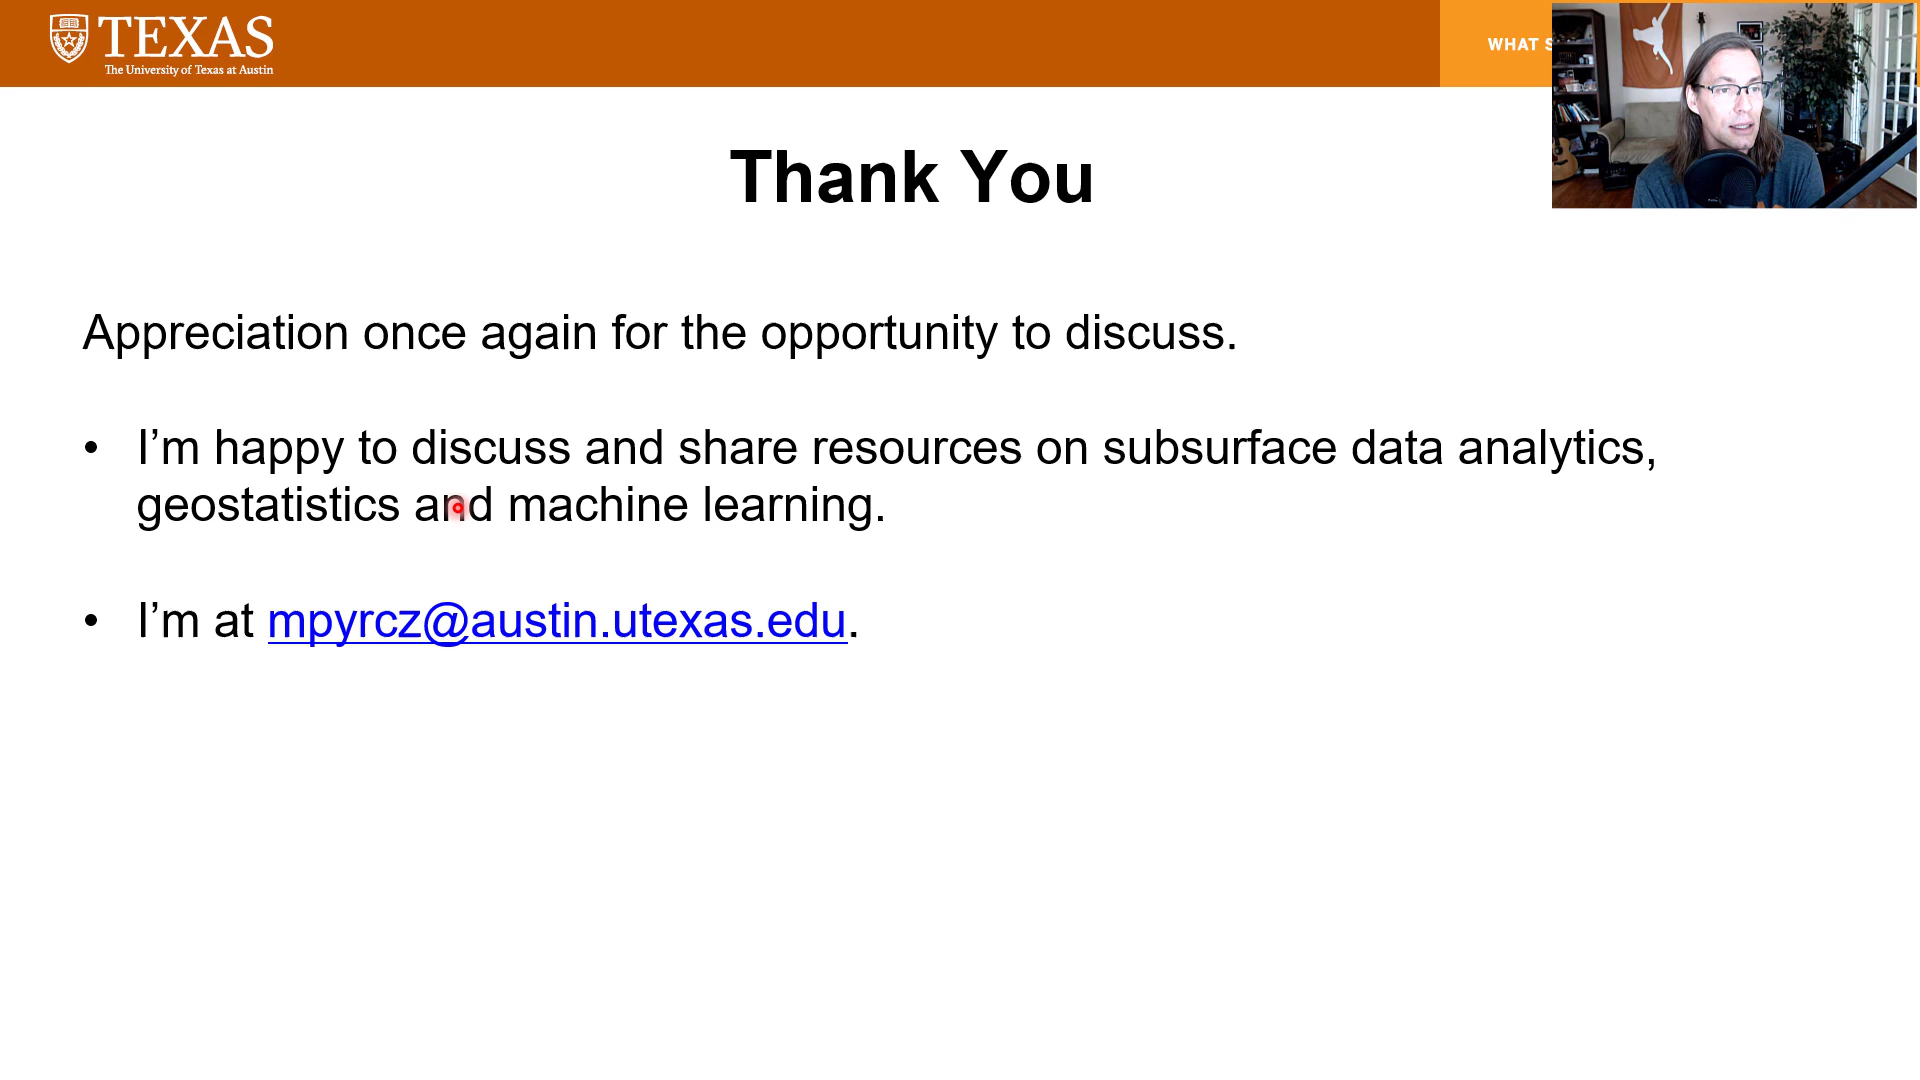 TEXAS
The University of Texas at Austin
WHAT
Thank You
Appreciation once again for the opportunity to discuss.
• I’m happy to discuss and share resources on subsurface data analytics,
geostatistics and machine learning.
• I’m at mpyrcz@austin.utexas.edu.